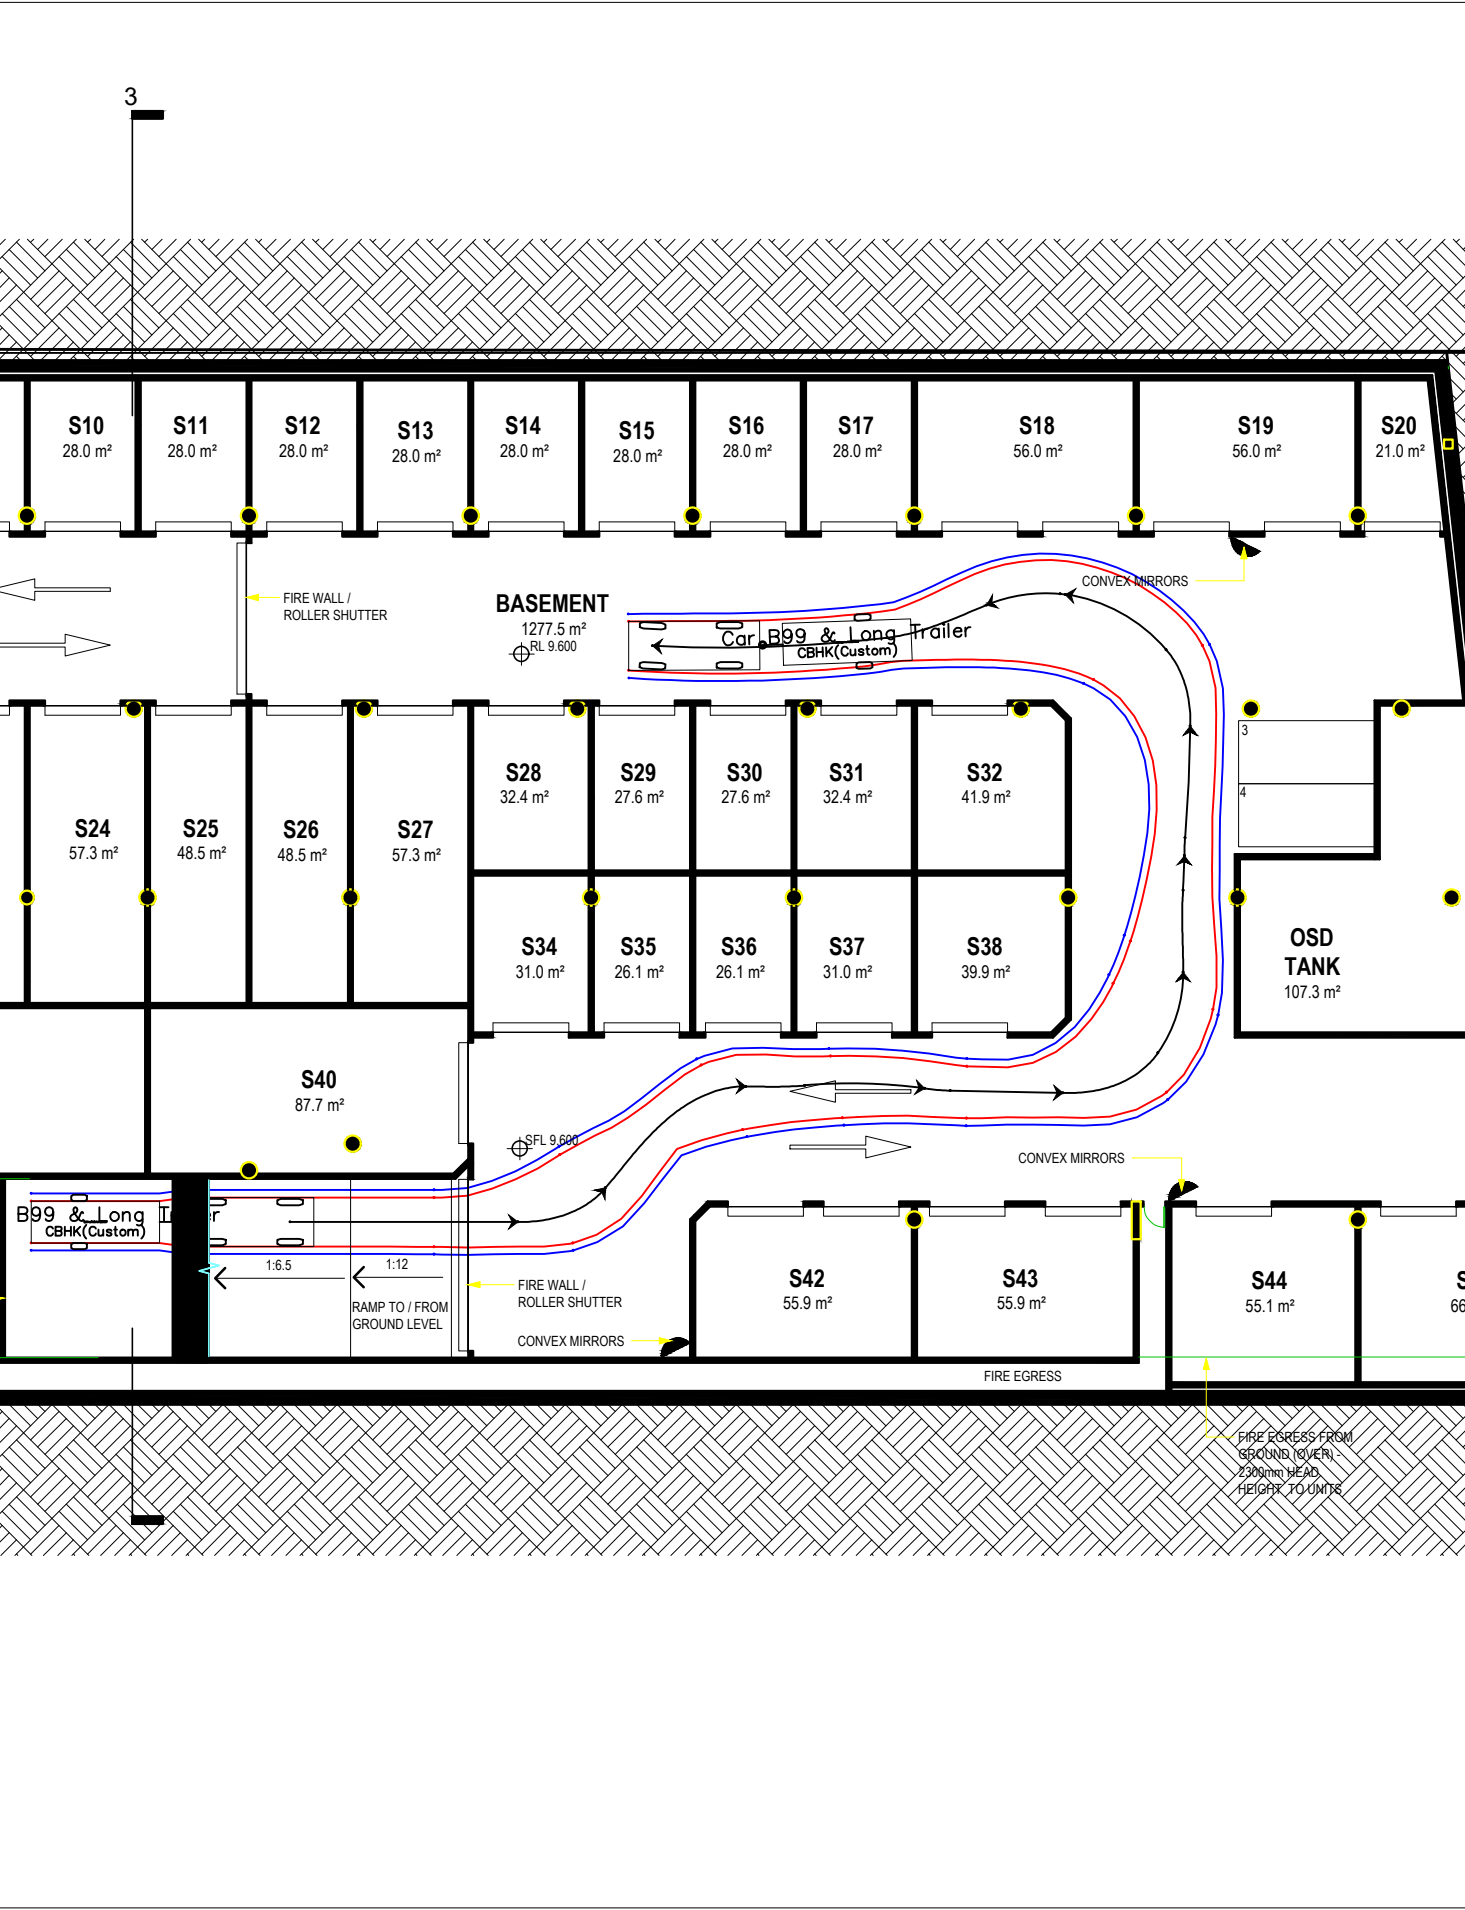 3
S10
28.0 m²
S11
28.0 m²
S12
28.0 m²
S13
28.0 m²
S14
28.0 m²
S15
28.0 m²
S16
28.0 m²
S17
28.0 m²
S18
56.0 m²
S19
56.0 m²
S20
21.0 m²
FIRE WALL /
ROLLER SHUTTER
BASEMENT
1277.5 m²
RL 9.600
Car B99 & Long Trailer
CBHK(Custom)
CONVEX MIRRORS
3
4
S24
57.3 m²
S25
48.5 m²
S26
48.5 m²
S27
57.3 m²
S28
32.4 m²
S29
27.6 m²
S30
27.6 m²
S31
32.4 m²
S32
41.9 m²
S34
31.0 m²
S35
26.1 m²
S36
26.1 m²
S37
31.0 m²
S38
39.9 m²
OSD
TANK
107.3 m²
S40
87.7 m²
SFL 9.600
CONVEX MIRRORS
B99 & Long
CBHK(Custom)
1:6.5
1:12
RAMP TO / FROM
GROUND LEVEL
FIRE WALL /
ROLLER SHUTTER
CONVEX MIRRORS
S42
55.9 m²
S43
55.9 m²
S44
55.1 m²
S
66
FIRE EGRESS
FIRE EGRESS FROM
GROUND (OVER) -
2300mm HEAD
HEIGHT TO UNITS